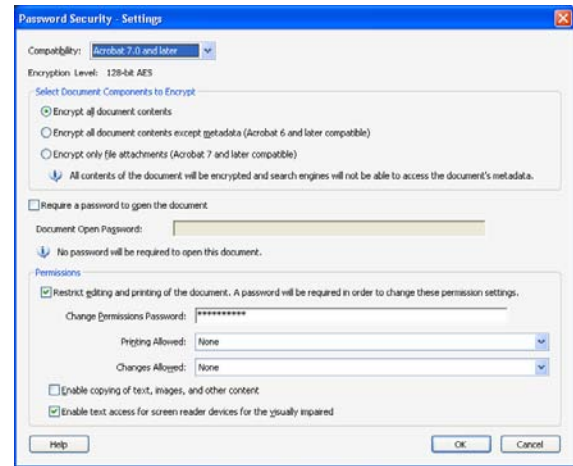 Password Security - Settings
Compatibility: Acrobat 7.0 and later
Encryption Level: 128-bit AES
Select Document Components to Encrypt
Encrypt all document contents
Encrypt all document contents except metadata (Acrobat 6 and later compatible)
Encrypt only file attachments (Acrobat 7 and later compatible)
All contents of the document will be encrypted and search engines will not be able to access the document's metadata.
Require a password to open the document
Document Open Password:
No password will be required to open this document.
Permissions
Restrict editing and printing of the document. A password will be required in order to change these permission settings.
Change Permissions Password: **********
Printing Allowed: None
Changes Allowed: None
Enable copying of text, images, and other content
Enable text access for screen reader devices for the visually impaired
Help OK Cancel